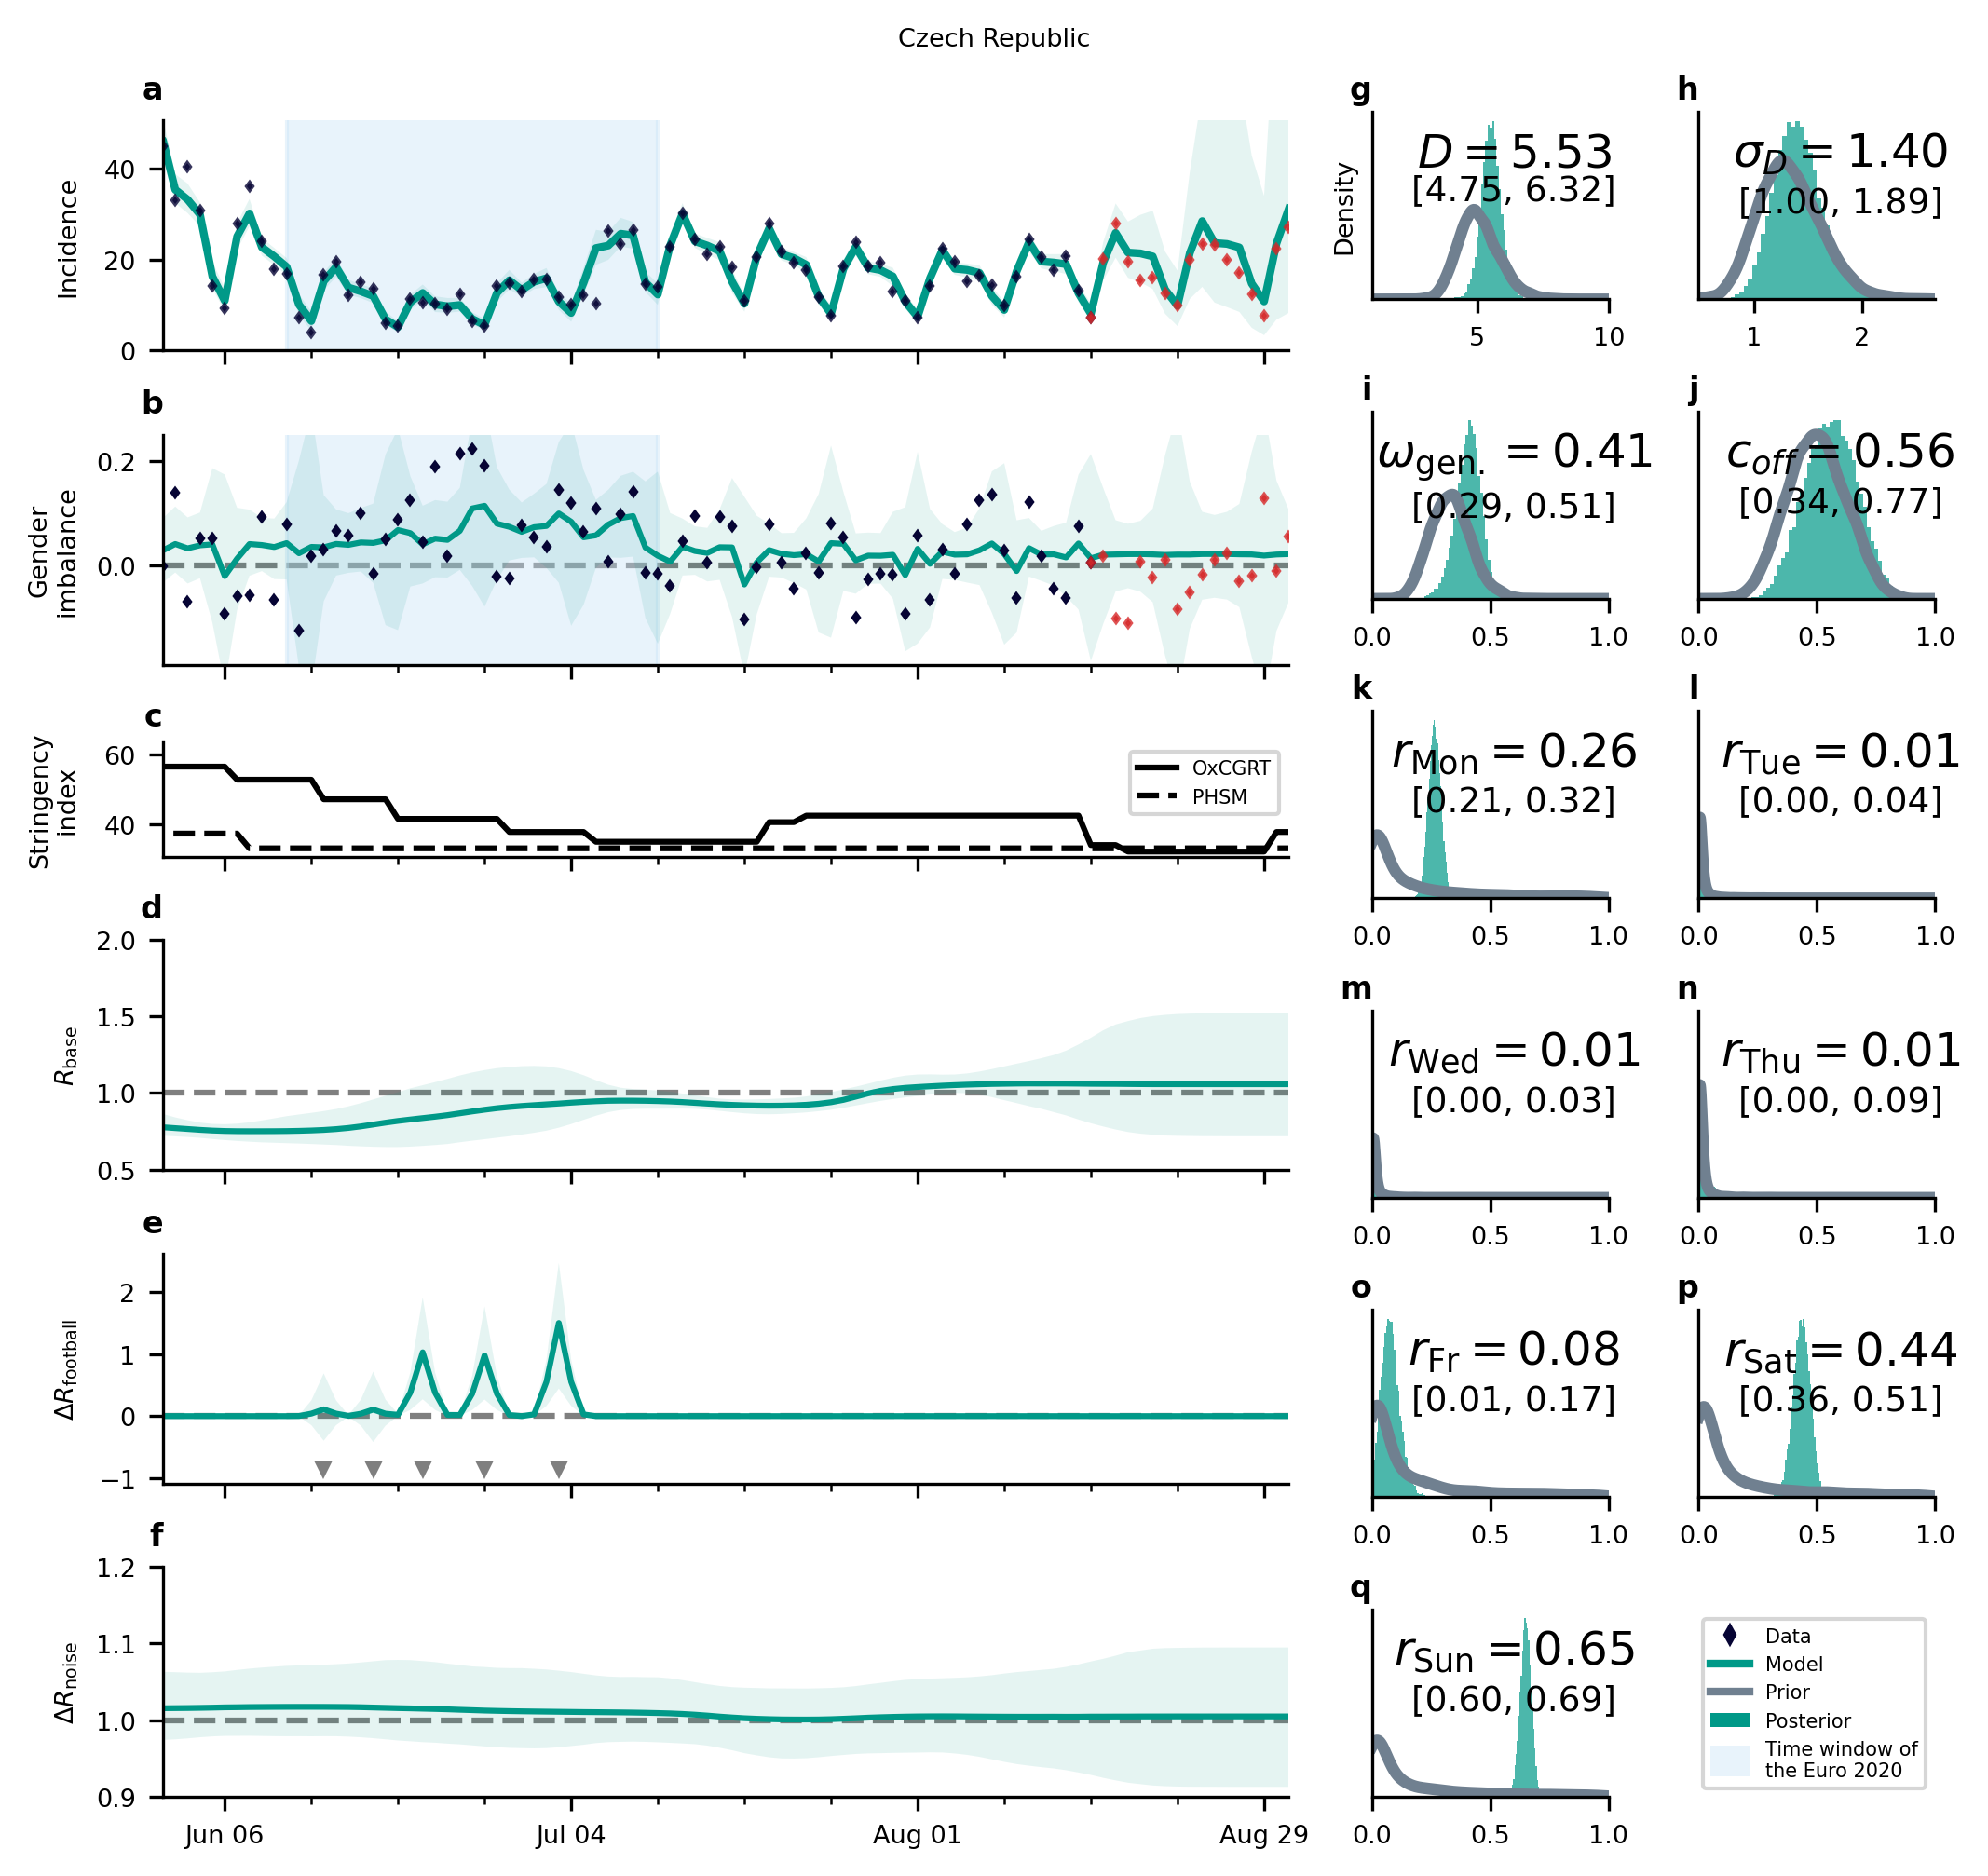 Czech Republic
a
Incidence
40
20
0
b
Gender
imbalance
0.2
0.0
c
Stringency
index
60
40
OxCGRT
PHSM
d
R_base
2.0
1.5
1.0
0.5
e
ΔR_football
2
1
0
−1
f
ΔR_noise
1.2
1.1
1.0
0.9
Jun 06 Jul 04 Aug 01 Aug 29
g
Density
D = 5.53
[4.75, 6.32]
5 10
h
σ_D = 1.40
[1.00, 1.89]
1 2
i
ω_gen. = 0.41
[0.29, 0.51]
0.0 0.5 1.0
j
c_off = 0.56
[0.34, 0.77]
0.0 0.5 1.0
k
r_Mon = 0.26
[0.21, 0.32]
0.0 0.5 1.0
l
r_Tue = 0.01
[0.00, 0.04]
0.0 0.5 1.0
m
r_Wed = 0.01
[0.00, 0.03]
0.0 0.5 1.0
n
r_Thu = 0.01
[0.00, 0.09]
0.0 0.5 1.0
o
r_Fr = 0.08
[0.01, 0.17]
0.0 0.5 1.0
p
r_Sat = 0.44
[0.36, 0.51]
0.0 0.5 1.0
q
r_Sun = 0.65
[0.60, 0.69]
0.0 0.5 1.0
Data
Model
Prior
Posterior
Time window of
the Euro 2020